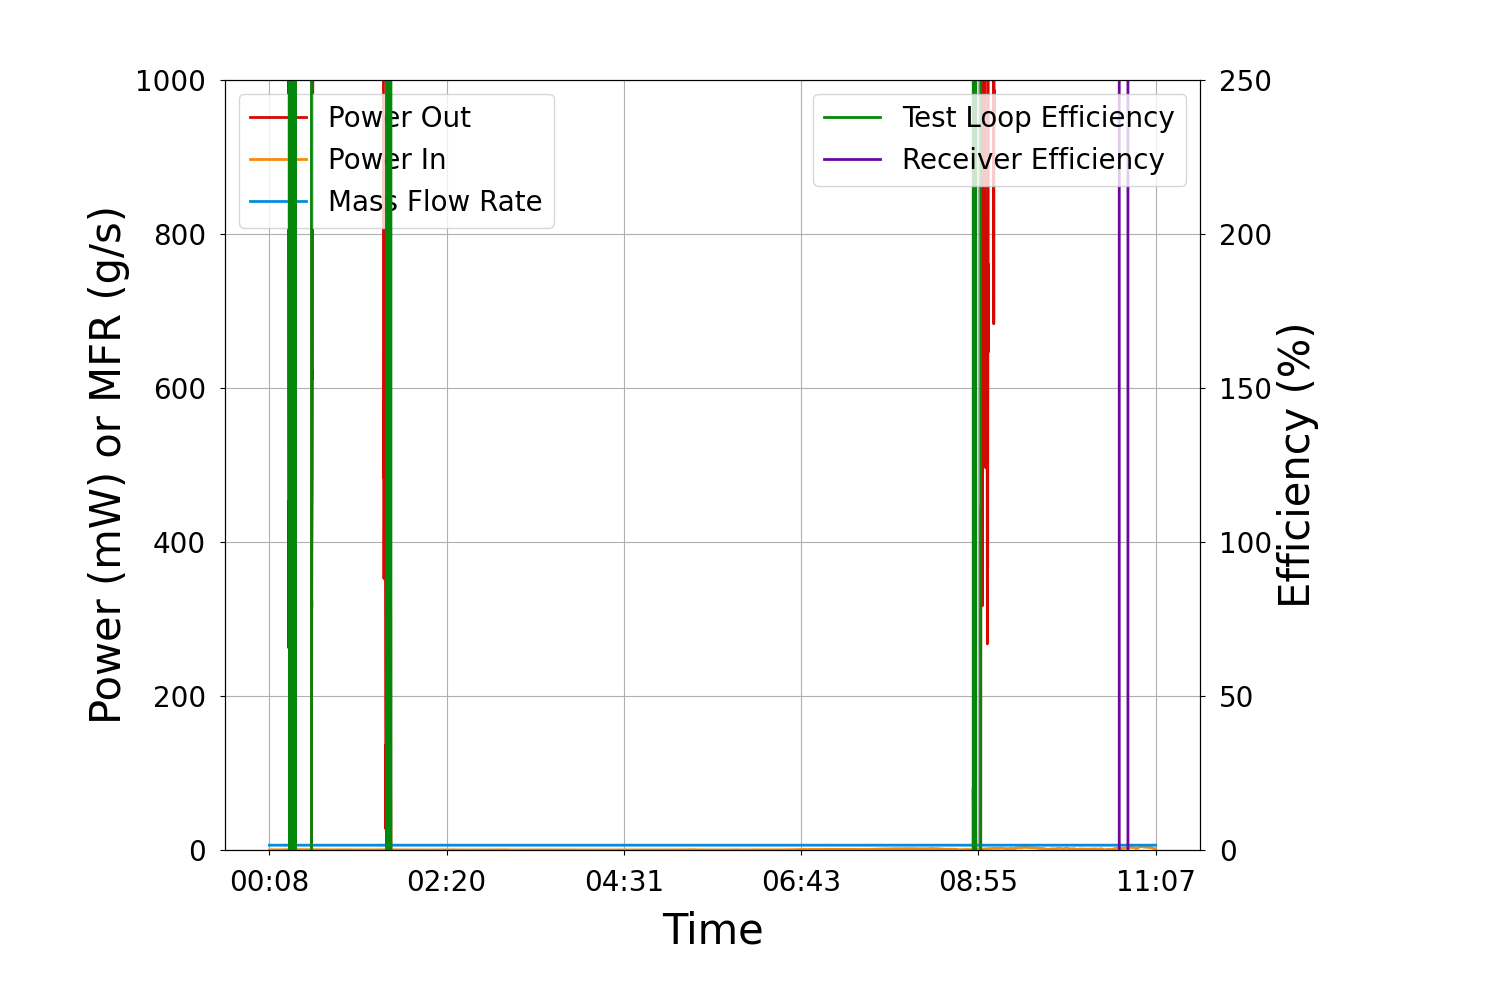 1000
800
600
400
200
0
Power (mW) or MFR (g/s)
Power Out
Power In
Mass Flow Rate
Test Loop Efficiency
Receiver Efficiency
250
200
150
100
50
0
Efficiency (%)
00:08 02:20 04:31 06:43 08:55 11:07
Time